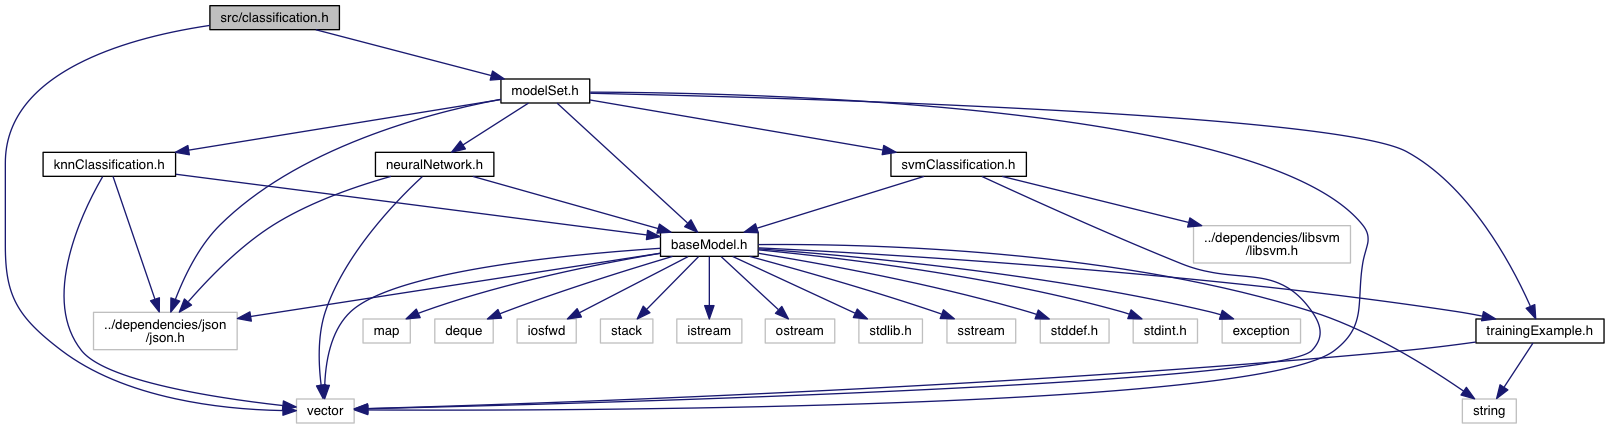 src/classification.h
modelSet.h
knnClassification.h
neuralNetwork.h
svmClassification.h
../dependencies/libsvm
/libsvm.h
baseModel.h
../dependencies/json
/json.h
map
deque
iosfwd
stack
istream
ostream
stdlib.h
sstream
stddef.h
stdint.h
exception
trainingExample.h
vector
string